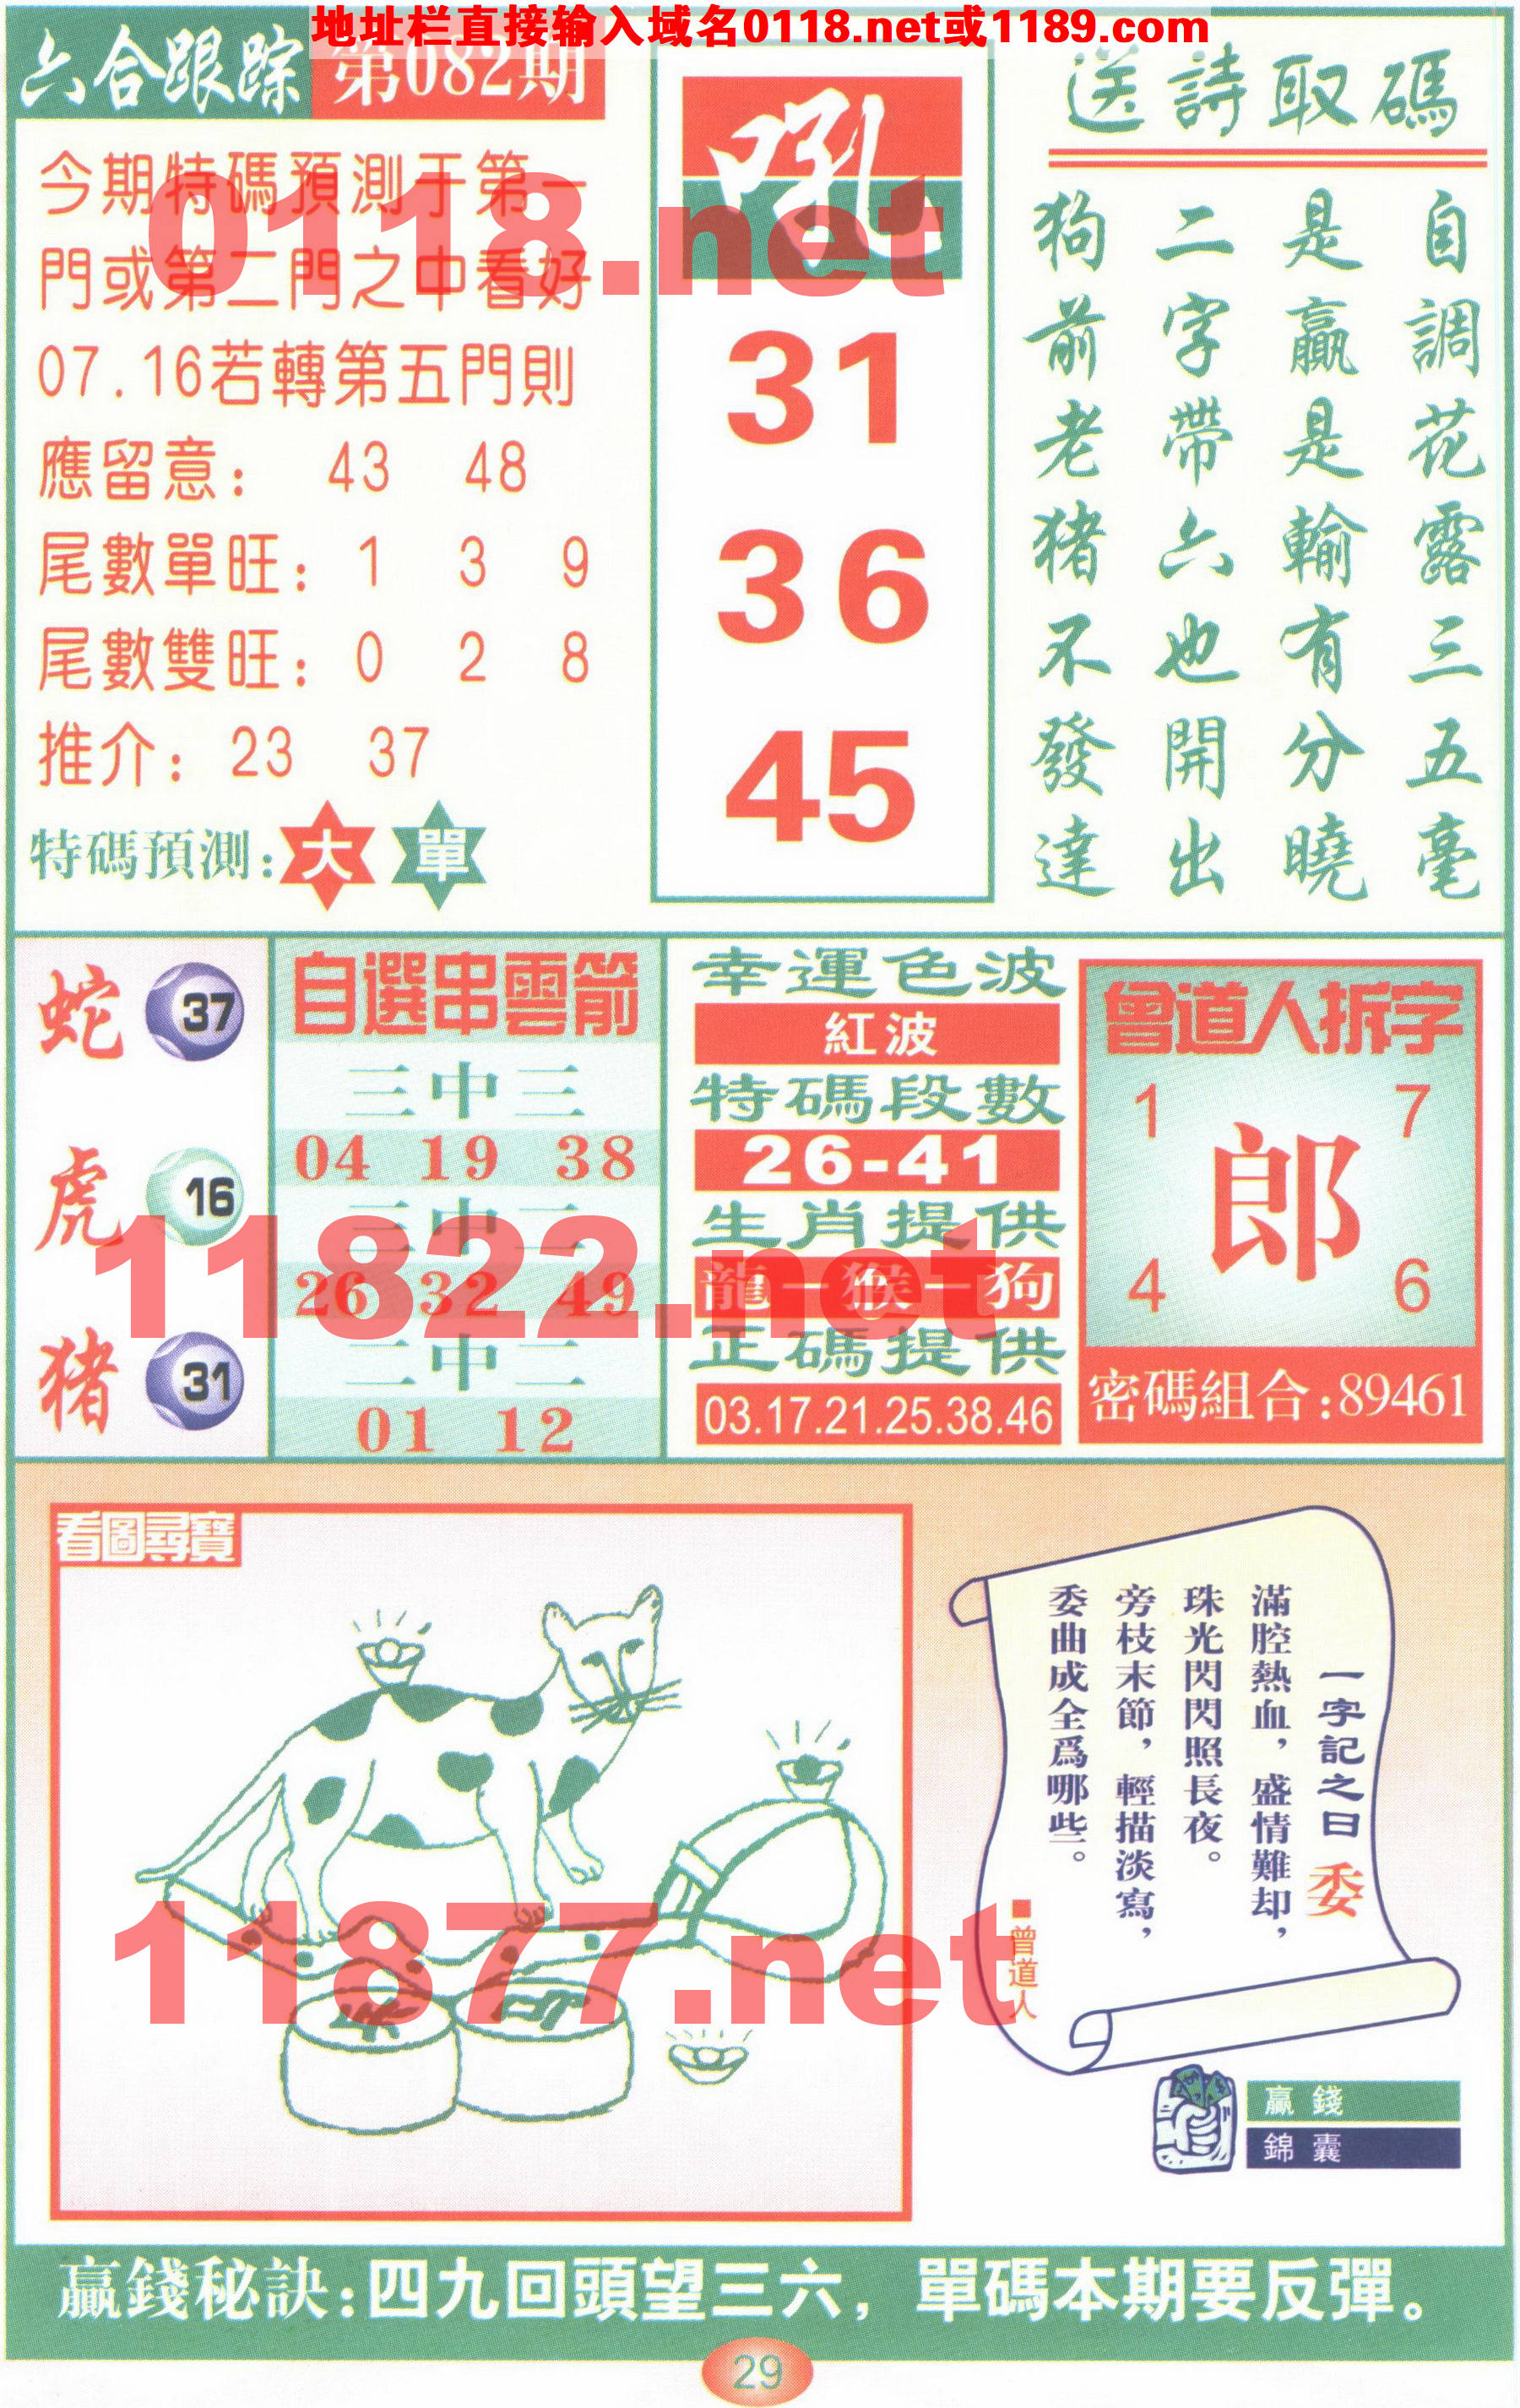 地址栏直接输入域名0118.net或1189.com
六合跟踪 第082期
今期特碼預測于第一
門或第二門之中看好
07.16若轉第五門則
應留意： 43 48
尾數單旺： 1 3 9
尾數雙旺： 0 2 8
推介： 23 37
特碼預測：大 單
0118.net
吼
31
36
45
送詩取碼
自調花露三五毫
是贏是輸有分曉
二字帶六也開出
狗前老猪不發達
蛇 37
虎 16
猪 31
自選串雲箭
三中三
04 19 38
三中二
26 32 49
二中二
01 12
11822.net
幸運色波
紅波
特碼段數
26-41
生肖提供
龍－猴－狗
正碼提供
03.17.21.25.38.46
曾道人拆字
1 7
郎
4 6
密碼組合:89461
看圖尋寶
11877.net
一字記之曰 委
滿腔熱血，盛情難却，
珠光閃閃照長夜。
旁枝末節，輕描淡寫，
委曲成全爲哪些。
■曾道人
贏錢
錦囊
贏錢秘訣:四九回頭望三六，單碼本期要反彈。
29